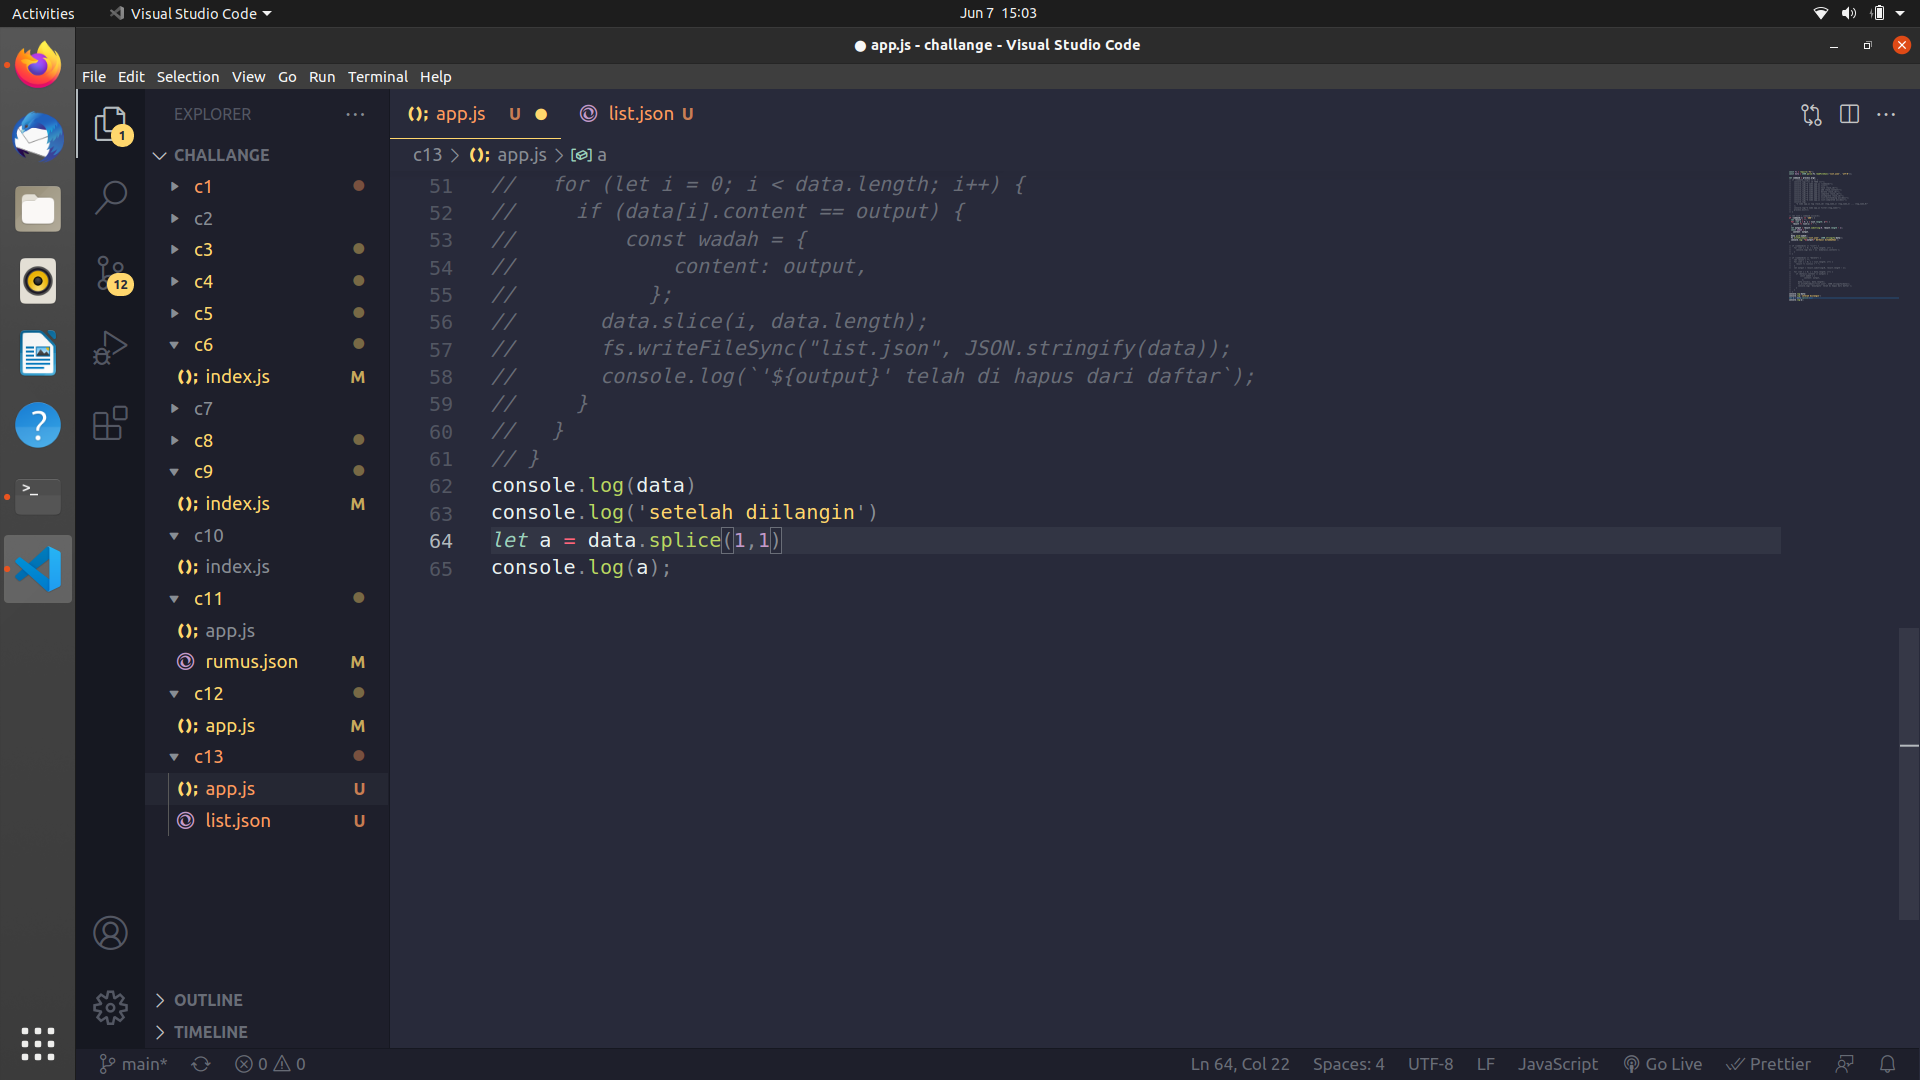 Activities
Visual Studio Code
Jun 7 15:03
● app.js - challange - Visual Studio Code
File Edit Selection View Go Run Terminal Help
EXPLORER
CHALLANGE
c1
c2
c3
c4
c5
c6
(); index.js M
c7
c8
c9
(); index.js M
c10
(); index.js
c11
(); app.js
rumus.json M
c12
(); app.js M
c13
(); app.js U
list.json U
OUTLINE
TIMELINE
1
12
(); app.js U
list.json U
c13 > (); app.js > a
51 //   for (let i = 0; i < data.length; i++) {
52 //     if (data[i].content == output) {
53 //         const wadah = {
54 //             content: output,
55 //           };
56 //       data.slice(i, data.length);
57 //       fs.writeFileSync("list.json", JSON.stringify(data));
58 //       console.log(`'${output}' telah di hapus dari daftar`);
59 //     }
60 //   }
61 // }
62 console.log(data)
63 console.log('setelah diilangin')
64 let a = data.splice(1,1)
65 console.log(a);
main* 0 0
Ln 64, Col 22 Spaces: 4 UTF-8 LF JavaScript Go Live Prettier